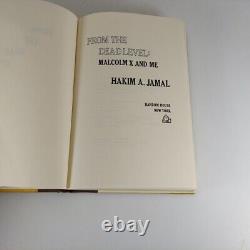 FROM THE
DEAD LEVEL:
MALCOLM X AND ME
HAKIM A. JAMAL
RANDOM HOUSE
NEW YORK